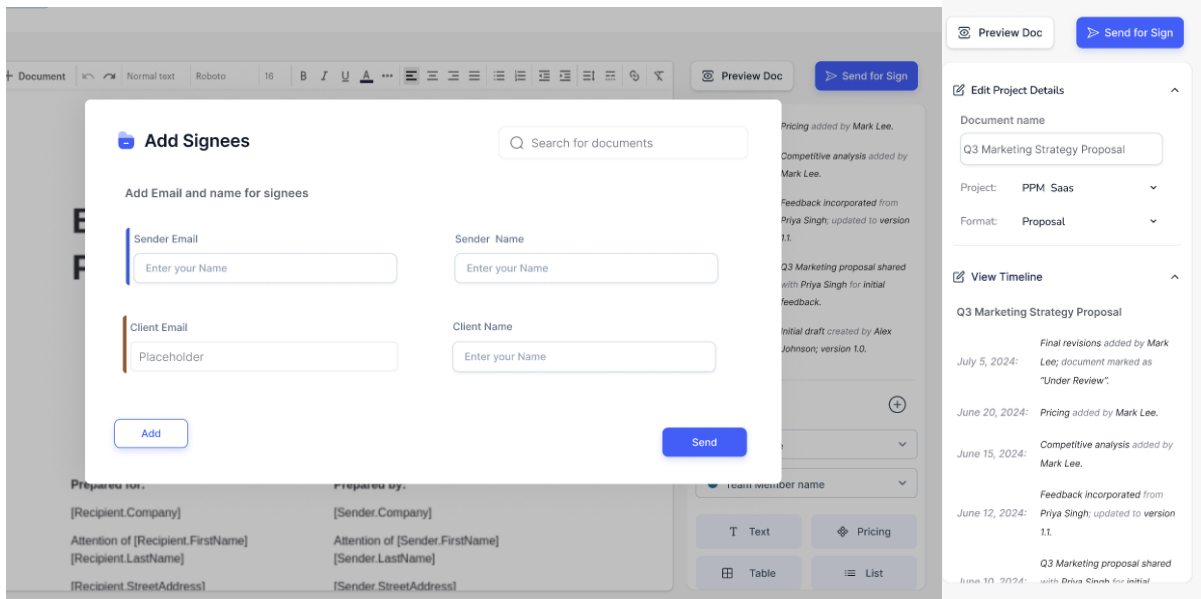 Document
Normal text
Roboto
16
B I U A
Preview Doc
Send for Sign
Add Signees
Search for documents
Add Email and name for signees
Sender Email
Sender Name
Enter your Name
Enter your Name
Client Email
Client Name
Placeholder
Enter your Name
Add
Send
Prepared for:
Prepared by:
[Recipient.Company]
[Sender.Company]
Attention of [Recipient.FirstName]
[Recipient.LastName]
Attention of [Sender.FirstName]
[Sender.LastName]
[Recipient.StreetAddress]
[Sender.StreetAddress]
Pricing added by Mark Lee.
Competitive analysis added by
Mark Lee.
Feedback incorporated from
Priya Singh; updated to version
1.1.
Q3 Marketing proposal shared
with Priya Singh for initial
feedback.
Initial draft created by Alex
Johnson; version 1.0.
Team Member name
T Text
Pricing
Table
List
Preview Doc
Send for Sign
Edit Project Details
Document name
Q3 Marketing Strategy Proposal
Project: PPM Saas
Format: Proposal
View Timeline
Q3 Marketing Strategy Proposal
July 5, 2024:
Final revisions added by Mark
Lee; document marked as
“Under Review”.
June 20, 2024: Pricing added by Mark Lee.
June 15, 2024:
Competitive analysis added by
Mark Lee.
June 12, 2024:
Feedback incorporated from
Priya Singh; updated to version
1.1.
June 10, 2024:
Q3 Marketing proposal shared
with Priya Singh for initial